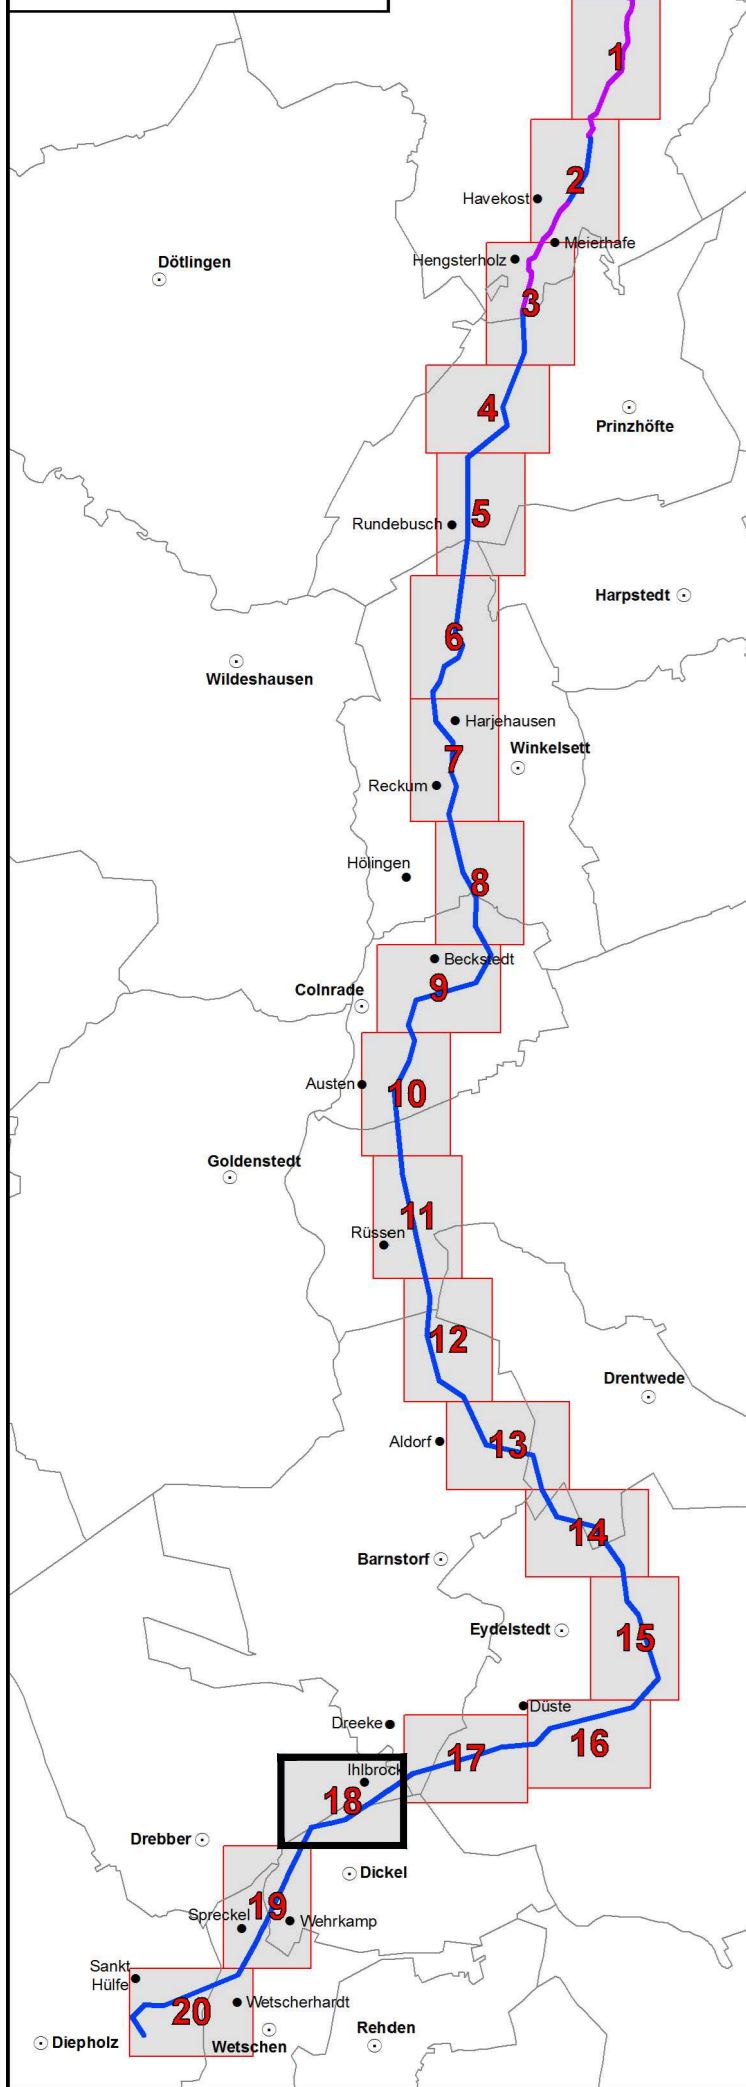 1
2
Havekost
Meierhafe
Hengsterholz
Dötlingen
3
4
Prinzhöfte
5
Rundebusch
Harpstedt
6
Wildeshausen
Harjehausen
Winkelsett
7
Reckum
Hölingen
8
Beckstedt
9
Colnrade
Austen
10
Goldenstedt
11
Rüssen
12
Drentwede
Aldorf
13
14
Barnstorf
Eydelstedt
15
Düste
Dreeke
16
17
Ihlbrock
18
Drebber
Dickel
19
Spreckel
Wehrkamp
Sankt
Hülfe
20
Wetscherhardt
Diepholz
Wetschen
Rehden